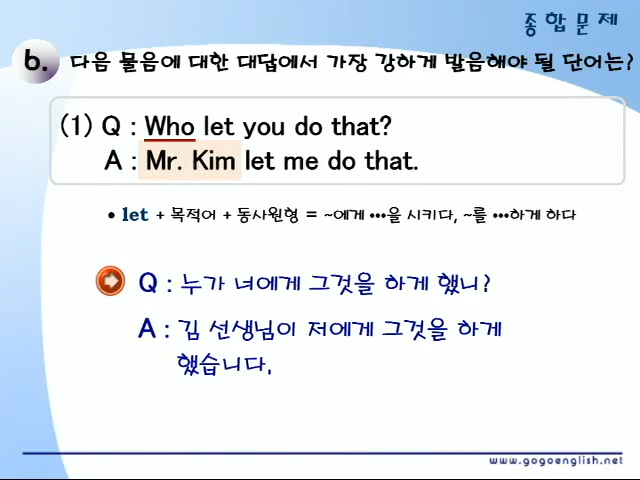 종합문제
b. 다음 물음에 대한 대답에서 가장 강하게 발음해야 될 단어는?
(1) Q : Who let you do that?
A : Mr. Kim let me do that.
• let + 목적어 + 동사원형 = ~에게 •••을 시키다, ~를 •••하게 하다
Q : 누가 너에게 그것을 하게 했니?
A : 김 선생님이 저에게 그것을 하게
했습니다.
www.gogoenglish.net